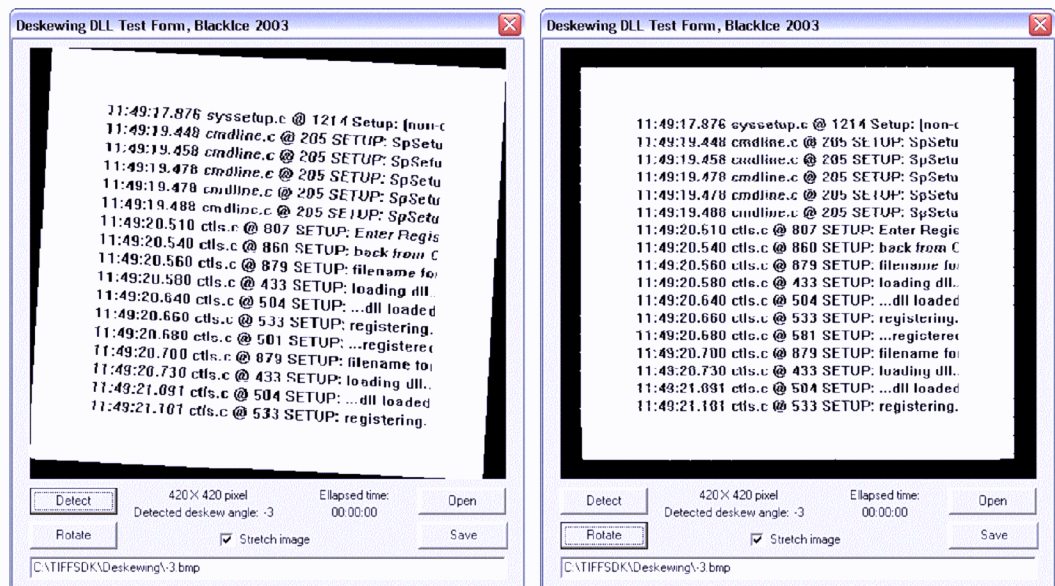 Deskewing DLL Test Form, BlackIce 2003
11:49:17.876 syssetup.c @ 1214 Setup: [non-c
11:49:19.448 cmdline.c @ 205 SETUP: SpSetu
11:49:19.458 cmdline.c @ 205 SETUP: SpSetu
11:49:19.478 cmdline.c @ 205 SETUP: SpSetu
11:49:19.478 cmdline.c @ 205 SETUP: SpSetu
11:49:19.488 cmdline.c @ 205 SETUP: SpSetu
11:49:20.510 ctls.c @ 807 SETUP: Enter Regis
11:49:20.540 ctls.c @ 860 SETUP: back from C
11:49:20.560 ctls.c @ 879 SETUP: filename for
11:49:20.580 ctls.c @ 433 SETUP: loading dll..
11:49:20.640 ctls.c @ 504 SETUP: ...dll loaded
11:49:20.660 ctls.c @ 533 SETUP: registering.
11:49:20.680 ctls.c @ SETUP: ...registered
11:49:20.700 ctls.c @ 879 SETUP: filename for
11:49:20.730 ctls.c @ 433 SETUP: loading dll..
11:49:21.091 ctls.c @ 504 SETUP: ...dll loaded
11:49:21.101 ctls.c @ 533 SETUP: registering.
Detect
420 X 420 pixel
Ellapsed time:
Open
Detected deskew angle: -3
00:00:00
Rotate
Stretch image
Save
C:\TIFFSDK\Deskewing\-3.bmp
Deskewing DLL Test Form, BlackIce 2003
11:49:17.876 syssetup.c @ 1214 Setup: [non-c
11:49:19.448 cmdline.c @ 205 SETUP: SpSetu
11:49:19.458 cmdline.c @ 205 SETUP: SpSetu
11:49:19.478 cmdline.c @ 205 SETUP: SpSetu
11:49:19.478 cmdline.c @ 205 SETUP: SpSetu
11:49:19.488 cmdline.c @ 205 SETUP: SpSetu
11:49:20.510 ctls.c @ 807 SETUP: Enter Regis
11:49:20.540 ctls.c @ 860 SETUP: back from C
11:49:20.560 ctls.c @ 879 SETUP: filename for
11:49:20.580 ctls.c @ 433 SETUP: loading dll..
11:49:20.640 ctls.c @ 504 SETUP: ...dll loaded
11:49:20.660 ctls.c @ 533 SETUP: registering.
11:49:20.680 ctls.c @ SETUP: ...registered
11:49:20.700 ctls.c @ 879 SETUP: filename for
11:49:20.730 ctls.c @ 433 SETUP: loading dll..
11:49:21.091 ctls.c @ 504 SETUP: ...dll loaded
11:49:21.101 ctls.c @ 533 SETUP: registering.
Detect
420 X 420 pixel
Ellapsed time:
Open
Detected deskew angle: -3
00:00:00
Rotate
Stretch image
Save
C:\TIFFSDK\Deskewing\-3.bmp